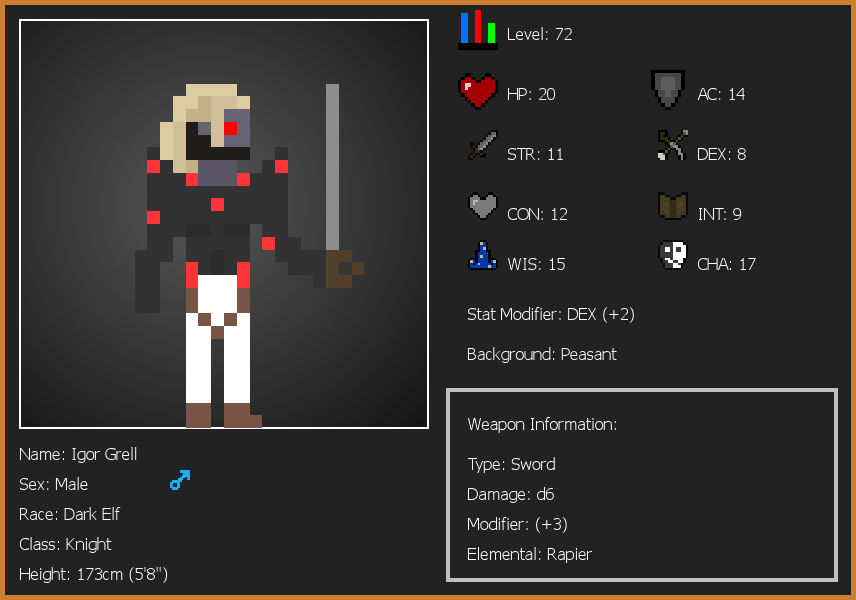 Level: 72
HP: 20
AC: 14
STR: 11
DEX: 8
CON: 12
INT: 9
WIS: 15
CHA: 17
Stat Modifier: DEX (+2)
Background: Peasant
Weapon Information:
Type: Sword
Damage: d6
Modifier: (+3)
Elemental: Rapier
Name: Igor Grell
Sex: Male
Race: Dark Elf
Class: Knight
Height: 173cm (5'8")